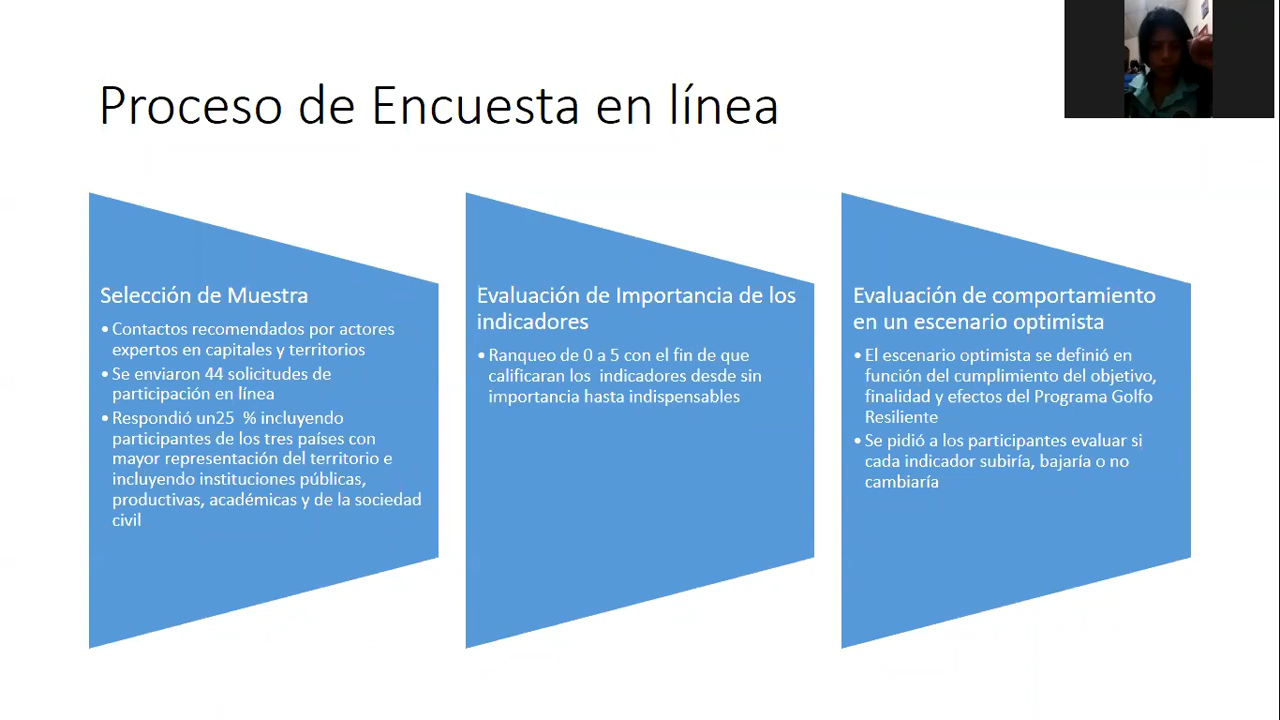 Proceso de Encuesta en línea
Selección de Muestra
• Contactos recomendados por actores
expertos en capitales y territorios
• Se enviaron 44 solicitudes de
participación en línea
• Respondió un25  % incluyendo
participantes de los tres países con
mayor representación del territorio e
incluyendo instituciones públicas,
productivas, académicas y de la sociedad
civil
Evaluación de Importancia de los
indicadores
• Ranqueo de 0 a 5 con el fin de que
calificaran los  indicadores desde sin
importancia hasta indispensables
Evaluación de comportamiento
en un escenario optimista
• El escenario optimista se definió en
función del cumplimiento del objetivo,
finalidad y efectos del Programa Golfo
Resiliente
• Se pidió a los participantes evaluar si
cada indicador subiría, bajaría o no
cambiaría